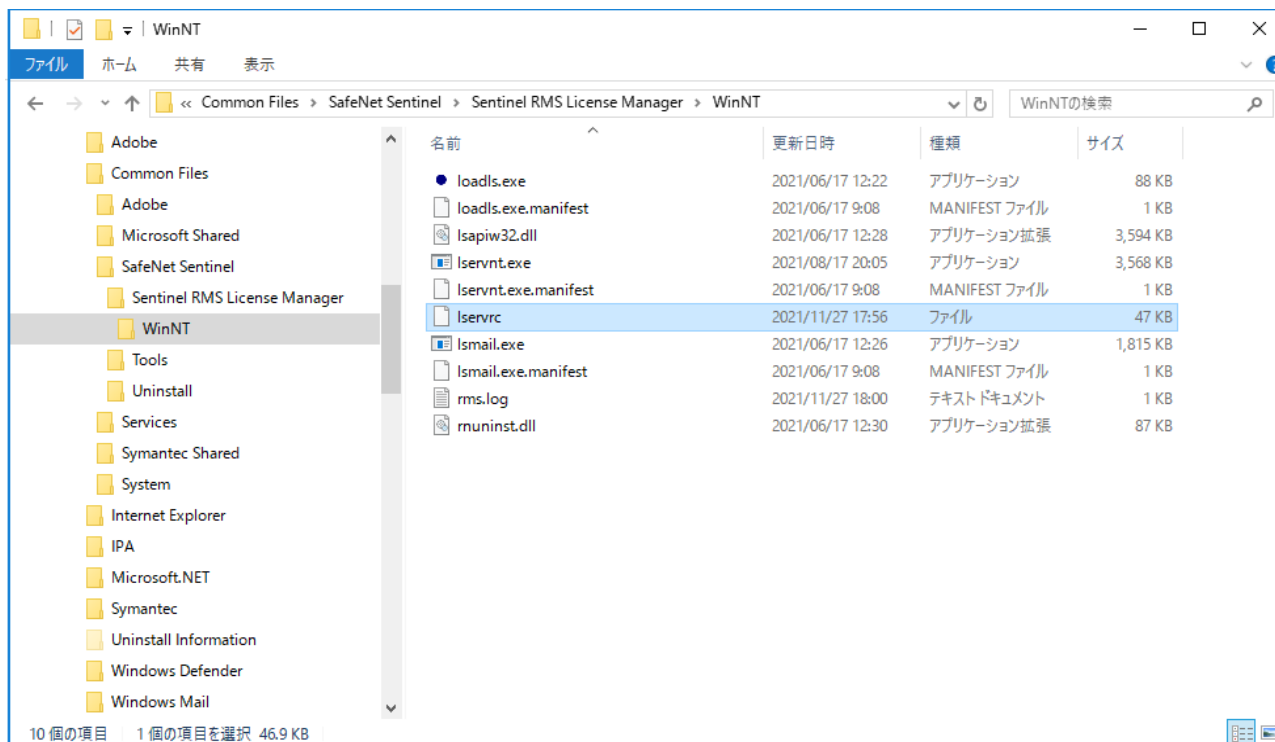 WinNT
ファイル ホーム 共有 表示
« Common Files › SafeNet Sentinel › Sentinel RMS License Manager › WinNT WinNTの検索
Adobe
Common Files
Adobe
Microsoft Shared
SafeNet Sentinel
Sentinel RMS License Manager
WinNT
Tools
Uninstall
Services
Symantec Shared
System
Internet Explorer
IPA
Microsoft.NET
Symantec
Uninstall Information
Windows Defender
Windows Mail
名前 更新日時 種類 サイズ
loadls.exe 2021/06/17 12:22 アプリケーション 88 KB
loadls.exe.manifest 2021/06/17 9:08 MANIFEST ファイル 1 KB
lsapiw32.dll 2021/06/17 12:28 アプリケーション拡張 3,594 KB
lservnt.exe 2021/08/17 20:05 アプリケーション 3,568 KB
lservnt.exe.manifest 2021/06/17 9:08 MANIFEST ファイル 1 KB
lservrc 2021/11/27 17:56 ファイル 47 KB
lsmail.exe 2021/06/17 12:26 アプリケーション 1,815 KB
lsmail.exe.manifest 2021/06/17 9:08 MANIFEST ファイル 1 KB
rms.log 2021/11/27 18:00 テキスト ドキュメント 1 KB
rnuninst.dll 2021/06/17 12:30 アプリケーション拡張 87 KB
10 個の項目 1 個の項目を選択 46.9 KB